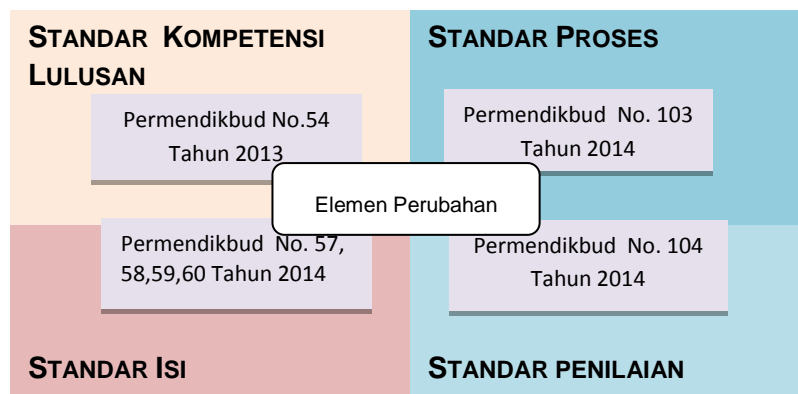 STANDAR KOMPETENSI
LULUSAN
Permendikbud No.54
Tahun 2013
STANDAR PROSES
Permendikbud No. 103
Tahun 2014
Elemen Perubahan
Permendikbud No. 57,
58,59,60 Tahun 2014
STANDAR ISI
Permendikbud No. 104
Tahun 2014
STANDAR PENILAIAN